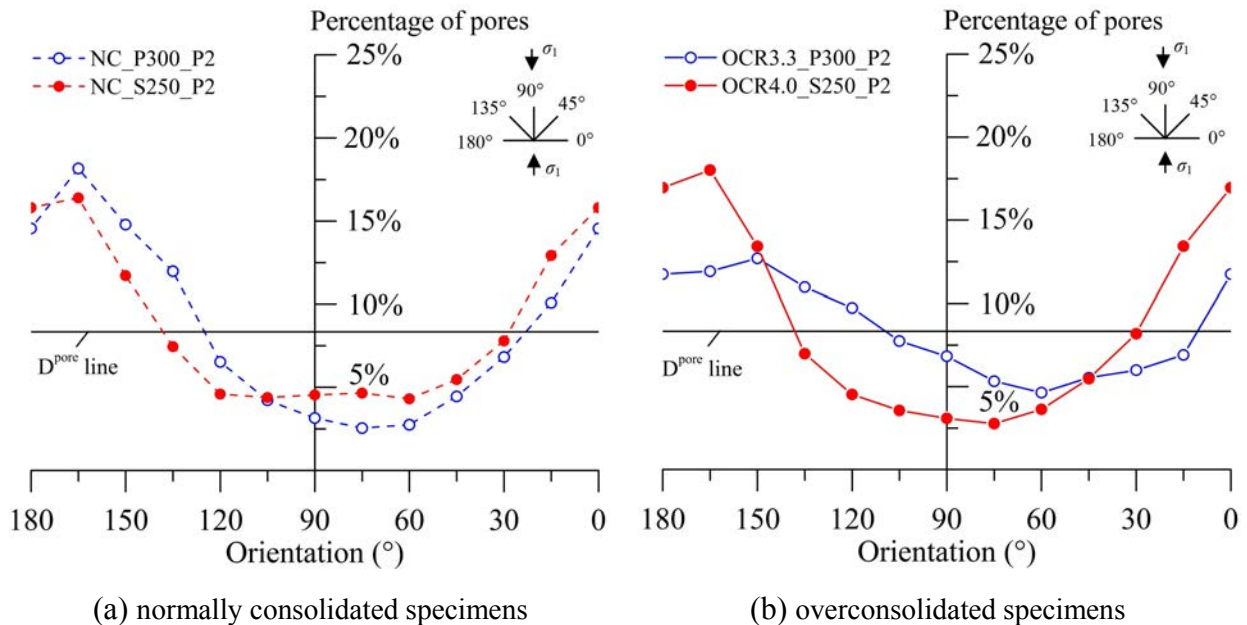 Percentage of pores
NC_P300_P2
NC_S250_P2
25%
20%
15%
10%
5%
σ1
90°
135°
45°
180°
0°
σ1
D^pore line
180
150
120
90
60
30
0
Orientation (°)
(a) normally consolidated specimens
Percentage of pores
OCR3.3_P300_P2
OCR4.0_S250_P2
25%
20%
15%
10%
5%
σ1
90°
135°
45°
180°
0°
σ1
D^pore line
180
150
120
90
60
30
0
Orientation (°)
(b) overconsolidated specimens